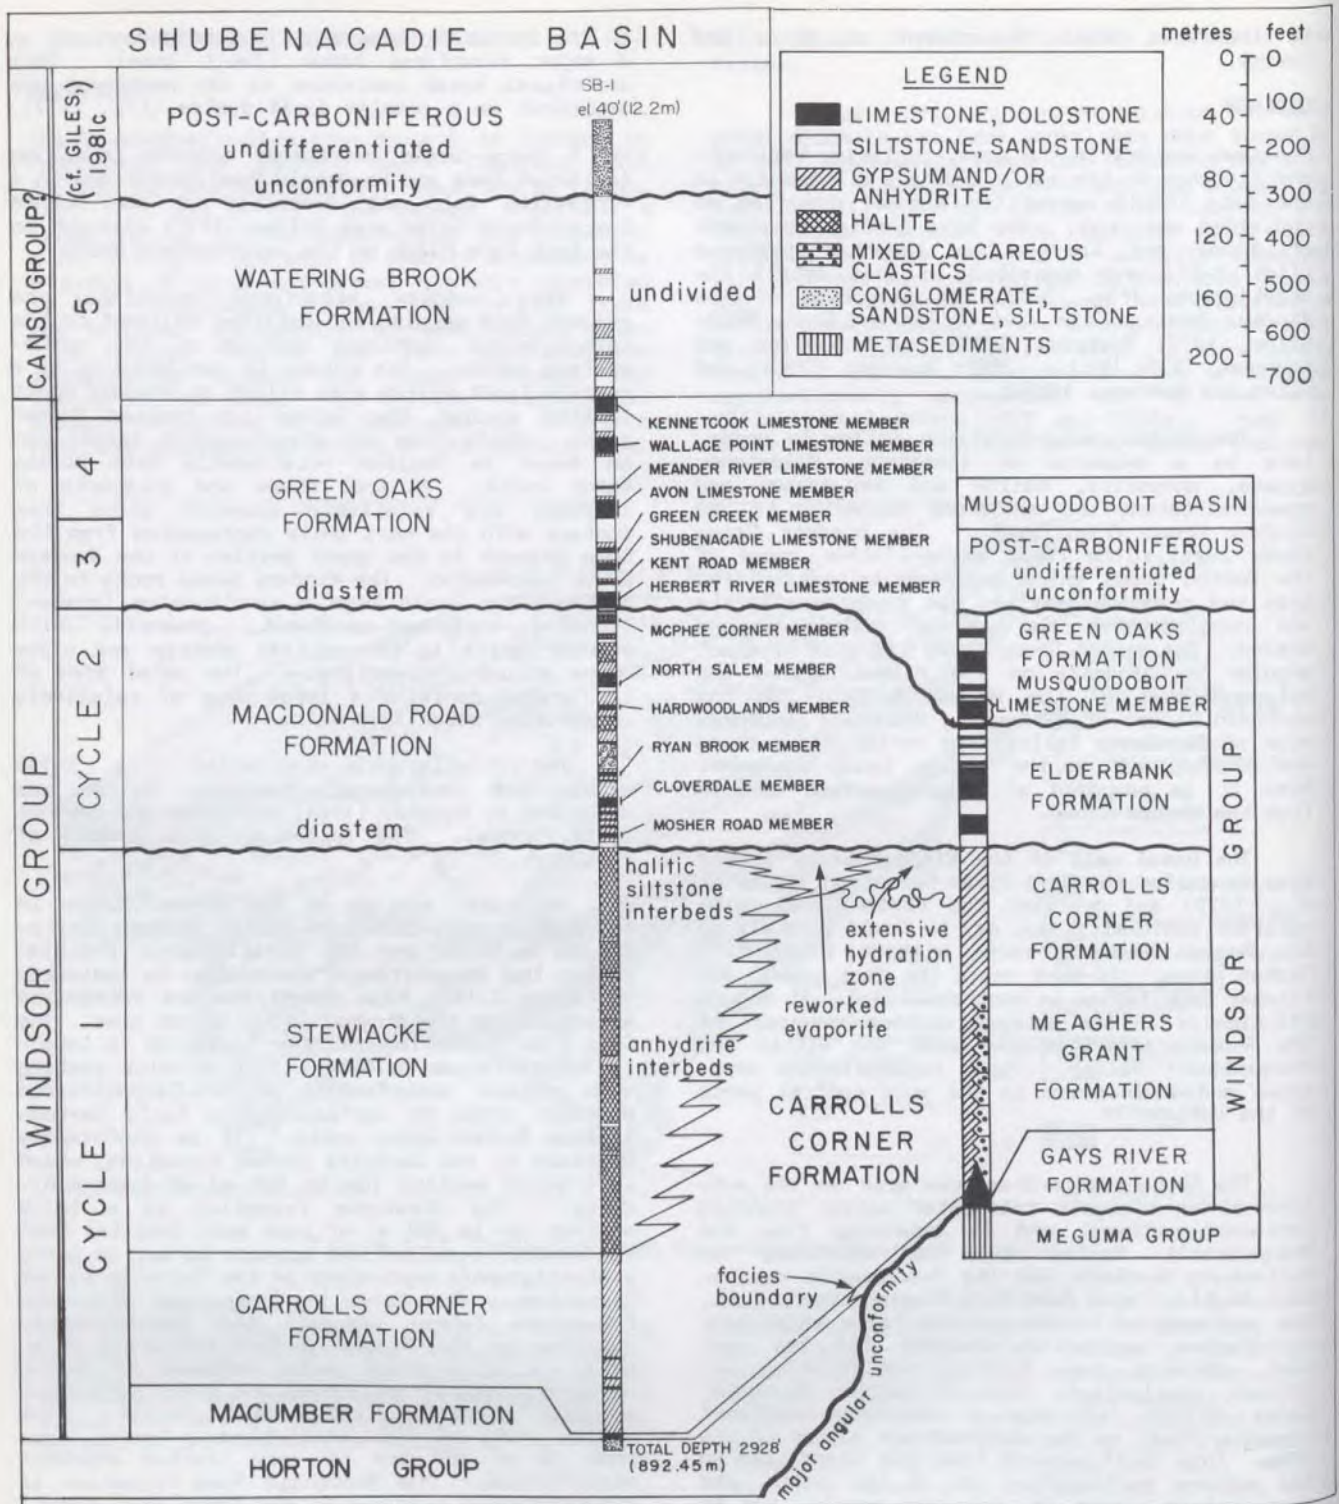 SHUBENAGADIE BASIN
(cf. GILES, 1981c)
CANSO GROUP?
5
4
3
CYCLE 2
CYCLE 1
WINDSOR GROUP
SB-1
el 40' (12.2m)
POST-CARBONIFEROUS
undifferentiated
unconformity
WATERING BROOK
FORMATION
undivided
GREEN OAKS
FORMATION
diastem
MACDONALD ROAD
FORMATION
diastem
STEWIACKE
FORMATION
CARROLLS CORNER
FORMATION
MACUMBER FORMATION
HORTON GROUP
KENNETCOOK LIMESTONE MEMBER
WALLACE POINT LIMESTONE MEMBER
MEANDER RIVER LIMESTONE MEMBER
AVON LIMESTONE MEMBER
GREEN CREEK MEMBER
SHUBENACADIE LIMESTONE MEMBER
KENT ROAD MEMBER
HERBERT RIVER LIMESTONE MEMBER
MCPHEE CORNER MEMBER
NORTH SALEM MEMBER
HARDWOODLANDS MEMBER
RYAN BROOK MEMBER
CLOVERDALE MEMBER
MOSHER ROAD MEMBER
halitic
siltstone
interbeds
anhydrife
interbeds
extensive
hydration
zone
reworked
evaporite
CARROLLS
CORNER
FORMATION
facies
boundary
major angular unconformity
TOTAL DEPTH 2928'
(892.45m)
LEGEND
LIMESTONE, DOLOSTONE
SILTSTONE, SANDSTONE
GYPSUM AND/OR
ANHYDRITE
HALITE
MIXED CALCAREOUS
CLASTICS
CONGLOMERATE,
SANDSTONE, SILTSTONE
METASEDIMENTS
metres feet
0 0
100
40
200
80
300
120 400
500
160
600
200
700
MUSQUODOBOIT BASIN
POST-CARBONIFEROUS
undifferentiated
unconformity
GREEN OAKS
FORMATION
MUSQUODOBOIT
LIMESTONE MEMBER
ELDERBANK
FORMATION
CARROLLS
CORNER
FORMATION
MEAGHERS
GRANT
FORMATION
GAYS RIVER
FORMATION
MEGUMA GROUP
WINDSOR GROUP